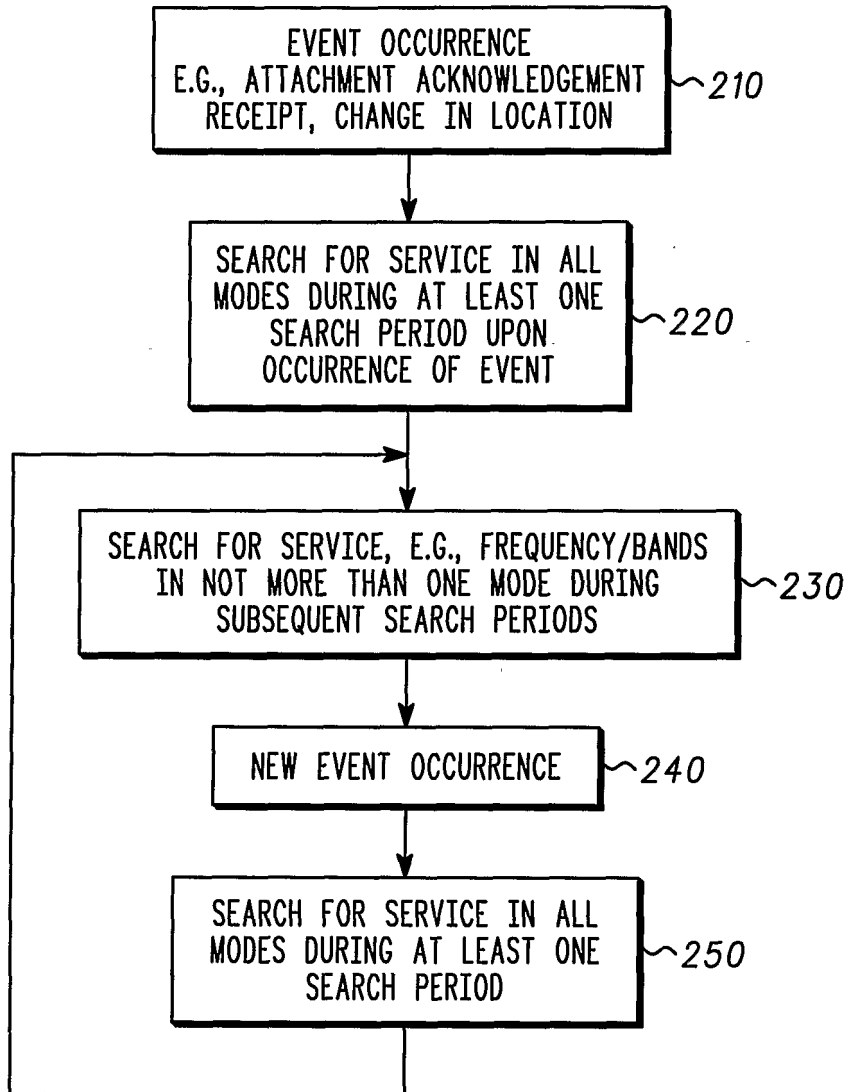 EVENT OCCURRENCE
E.G., ATTACHMENT ACKNOWLEDGEMENT
RECEIPT, CHANGE IN LOCATION
210
SEARCH FOR SERVICE IN ALL
MODES DURING AT LEAST ONE
SEARCH PERIOD UPON
OCCURRENCE OF EVENT
220
SEARCH FOR SERVICE, E.G., FREQUENCY/BANDS
IN NOT MORE THAN ONE MODE DURING
SUBSEQUENT SEARCH PERIODS
230
NEW EVENT OCCURRENCE
240
SEARCH FOR SERVICE IN ALL
MODES DURING AT LEAST ONE
SEARCH PERIOD
250